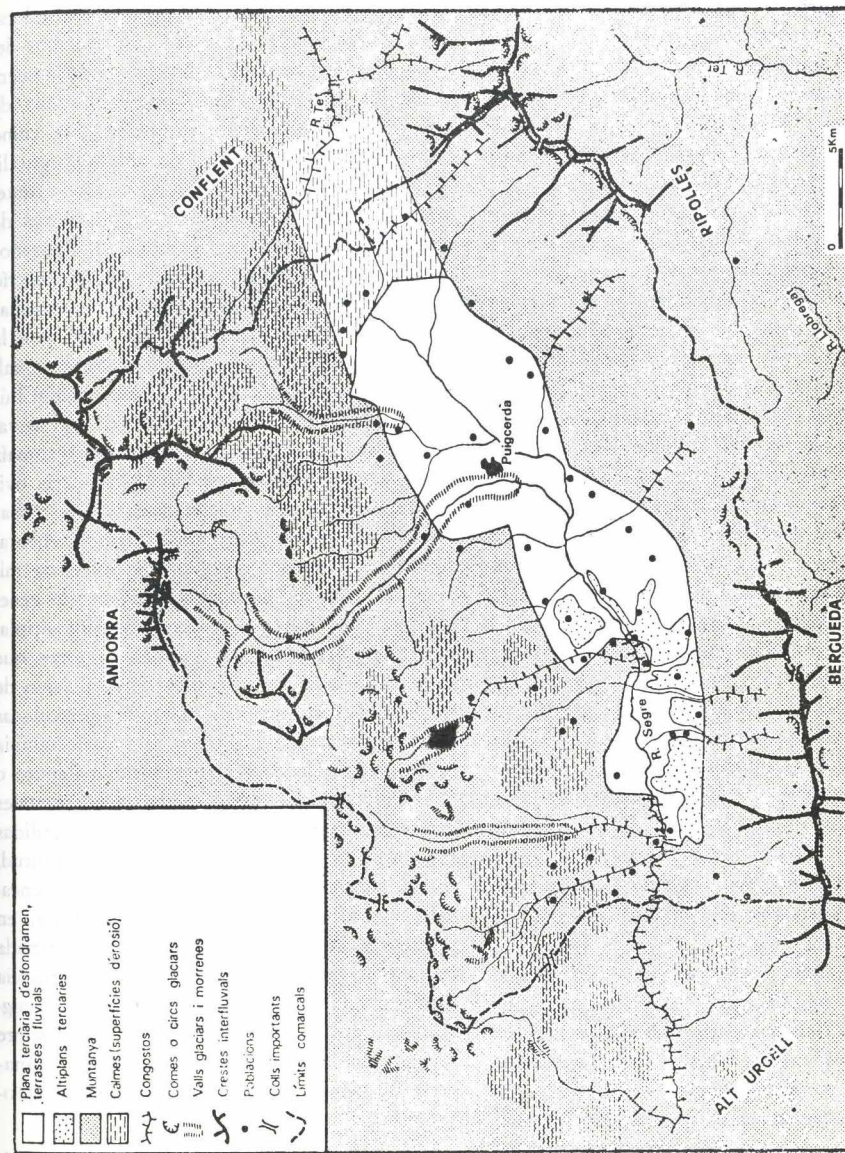 Plana terciària d'esfondramen,
terrasses fluvials
Altiplans terciaries
Muntanya
Calmes (superfícies d'erosió)
Congostos
Comes o circs glaciars
Valls glaciars i morrenes
Crestes interfluvials
Poblacions
Colls importants
Límits comarcals
ANDORRA
CONFLENT
R. Tet
Puigcerdà
R. Segre
RIPOLLÈS
R. Ter
R. Llobregat
BERGUEDÀ
ALT URGELL
0 5Km